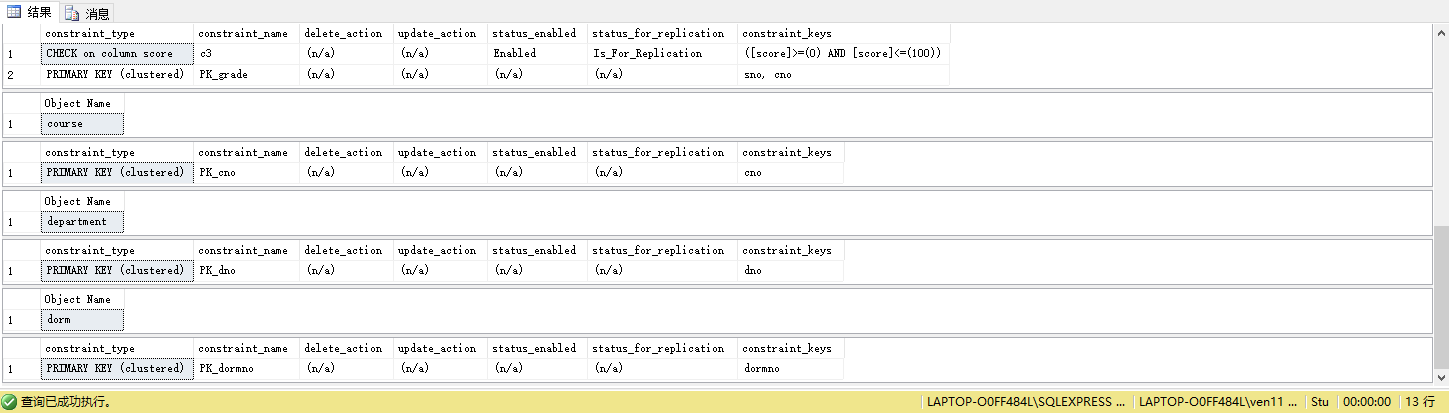 结果 消息
constraint_type constraint_name delete_action update_action status_enabled status_for_replication constraint_keys
1 CHECK on column score c3 (n/a) (n/a) Enabled Is_For_Replication ([score]>=(0) AND [score]<=(100))
2 PRIMARY KEY (clustered) PK_grade (n/a) (n/a) (n/a) (n/a) sno, cno
Object Name
1 course
constraint_type constraint_name delete_action update_action status_enabled status_for_replication constraint_keys
1 PRIMARY KEY (clustered) PK_cno (n/a) (n/a) (n/a) (n/a) cno
Object Name
1 department
constraint_type constraint_name delete_action update_action status_enabled status_for_replication constraint_keys
1 PRIMARY KEY (clustered) PK_dno (n/a) (n/a) (n/a) (n/a) dno
Object Name
1 dorm
constraint_type constraint_name delete_action update_action status_enabled status_for_replication constraint_keys
1 PRIMARY KEY (clustered) PK_dormno (n/a) (n/a) (n/a) (n/a) dormno
查询已成功执行。 LAPTOP-O0FF484L\SQLEXPRESS ... LAPTOP-O0FF484L\ven11 ... Stu 00:00:00 13 行